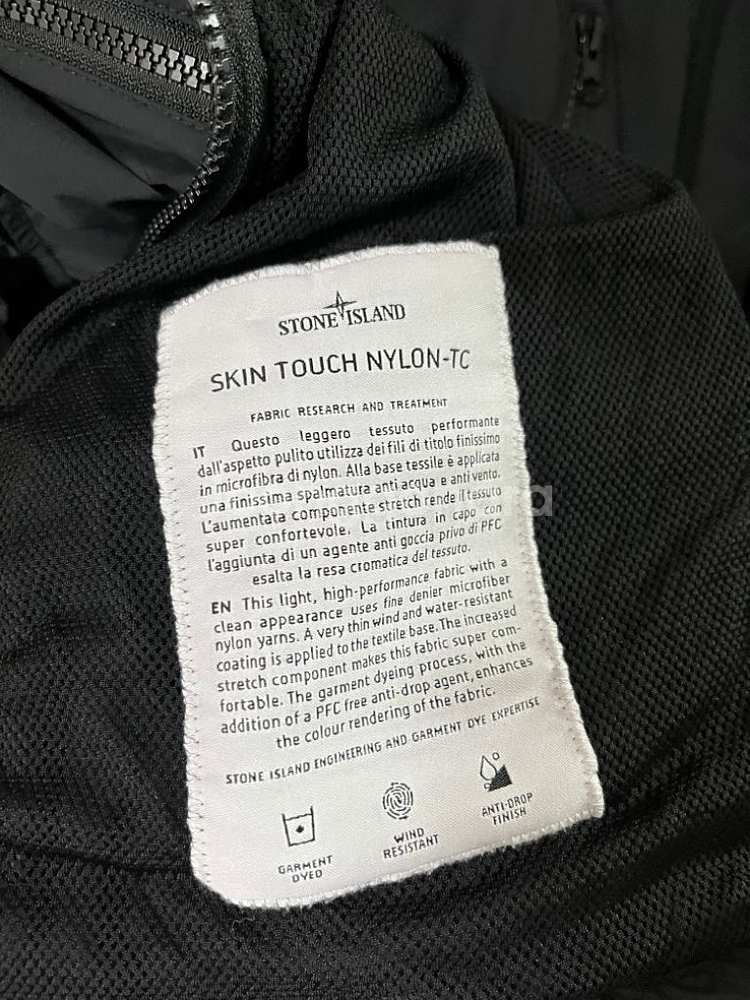 STONE ISLAND
SKIN TOUCH NYLON-TC
FABRIC RESEARCH AND TREATMENT
IT Questo leggero tessuto performante
dall'aspetto pulito utilizza dei fili di titolo finissimo
in microfibra di nylon. Alla base tessile è applicata
una finissima spalmatura anti acqua e anti vento.
L'aumentata componente stretch rende il tessuto
super confortevole. La tintura in capo con
l'aggiunta di un agente anti goccia privo di PFC
esalta la resa cromatica del tessuto.
EN This light, high-performance fabric with a
clean appearance uses fine denier microfiber
nylon yarns. A very thin wind and water-resistant
coating is applied to the textile base. The increased
stretch component makes this fabric super com-
fortable. The garment dyeing process, with the
addition of a PFC free anti-drop agent, enhances
the colour rendering of the fabric.
STONE ISLAND ENGINEERING AND GARMENT DYE EXPERTISE
GARMENT
DYED
WIND
RESISTANT
ANTI-DROP
FINISH